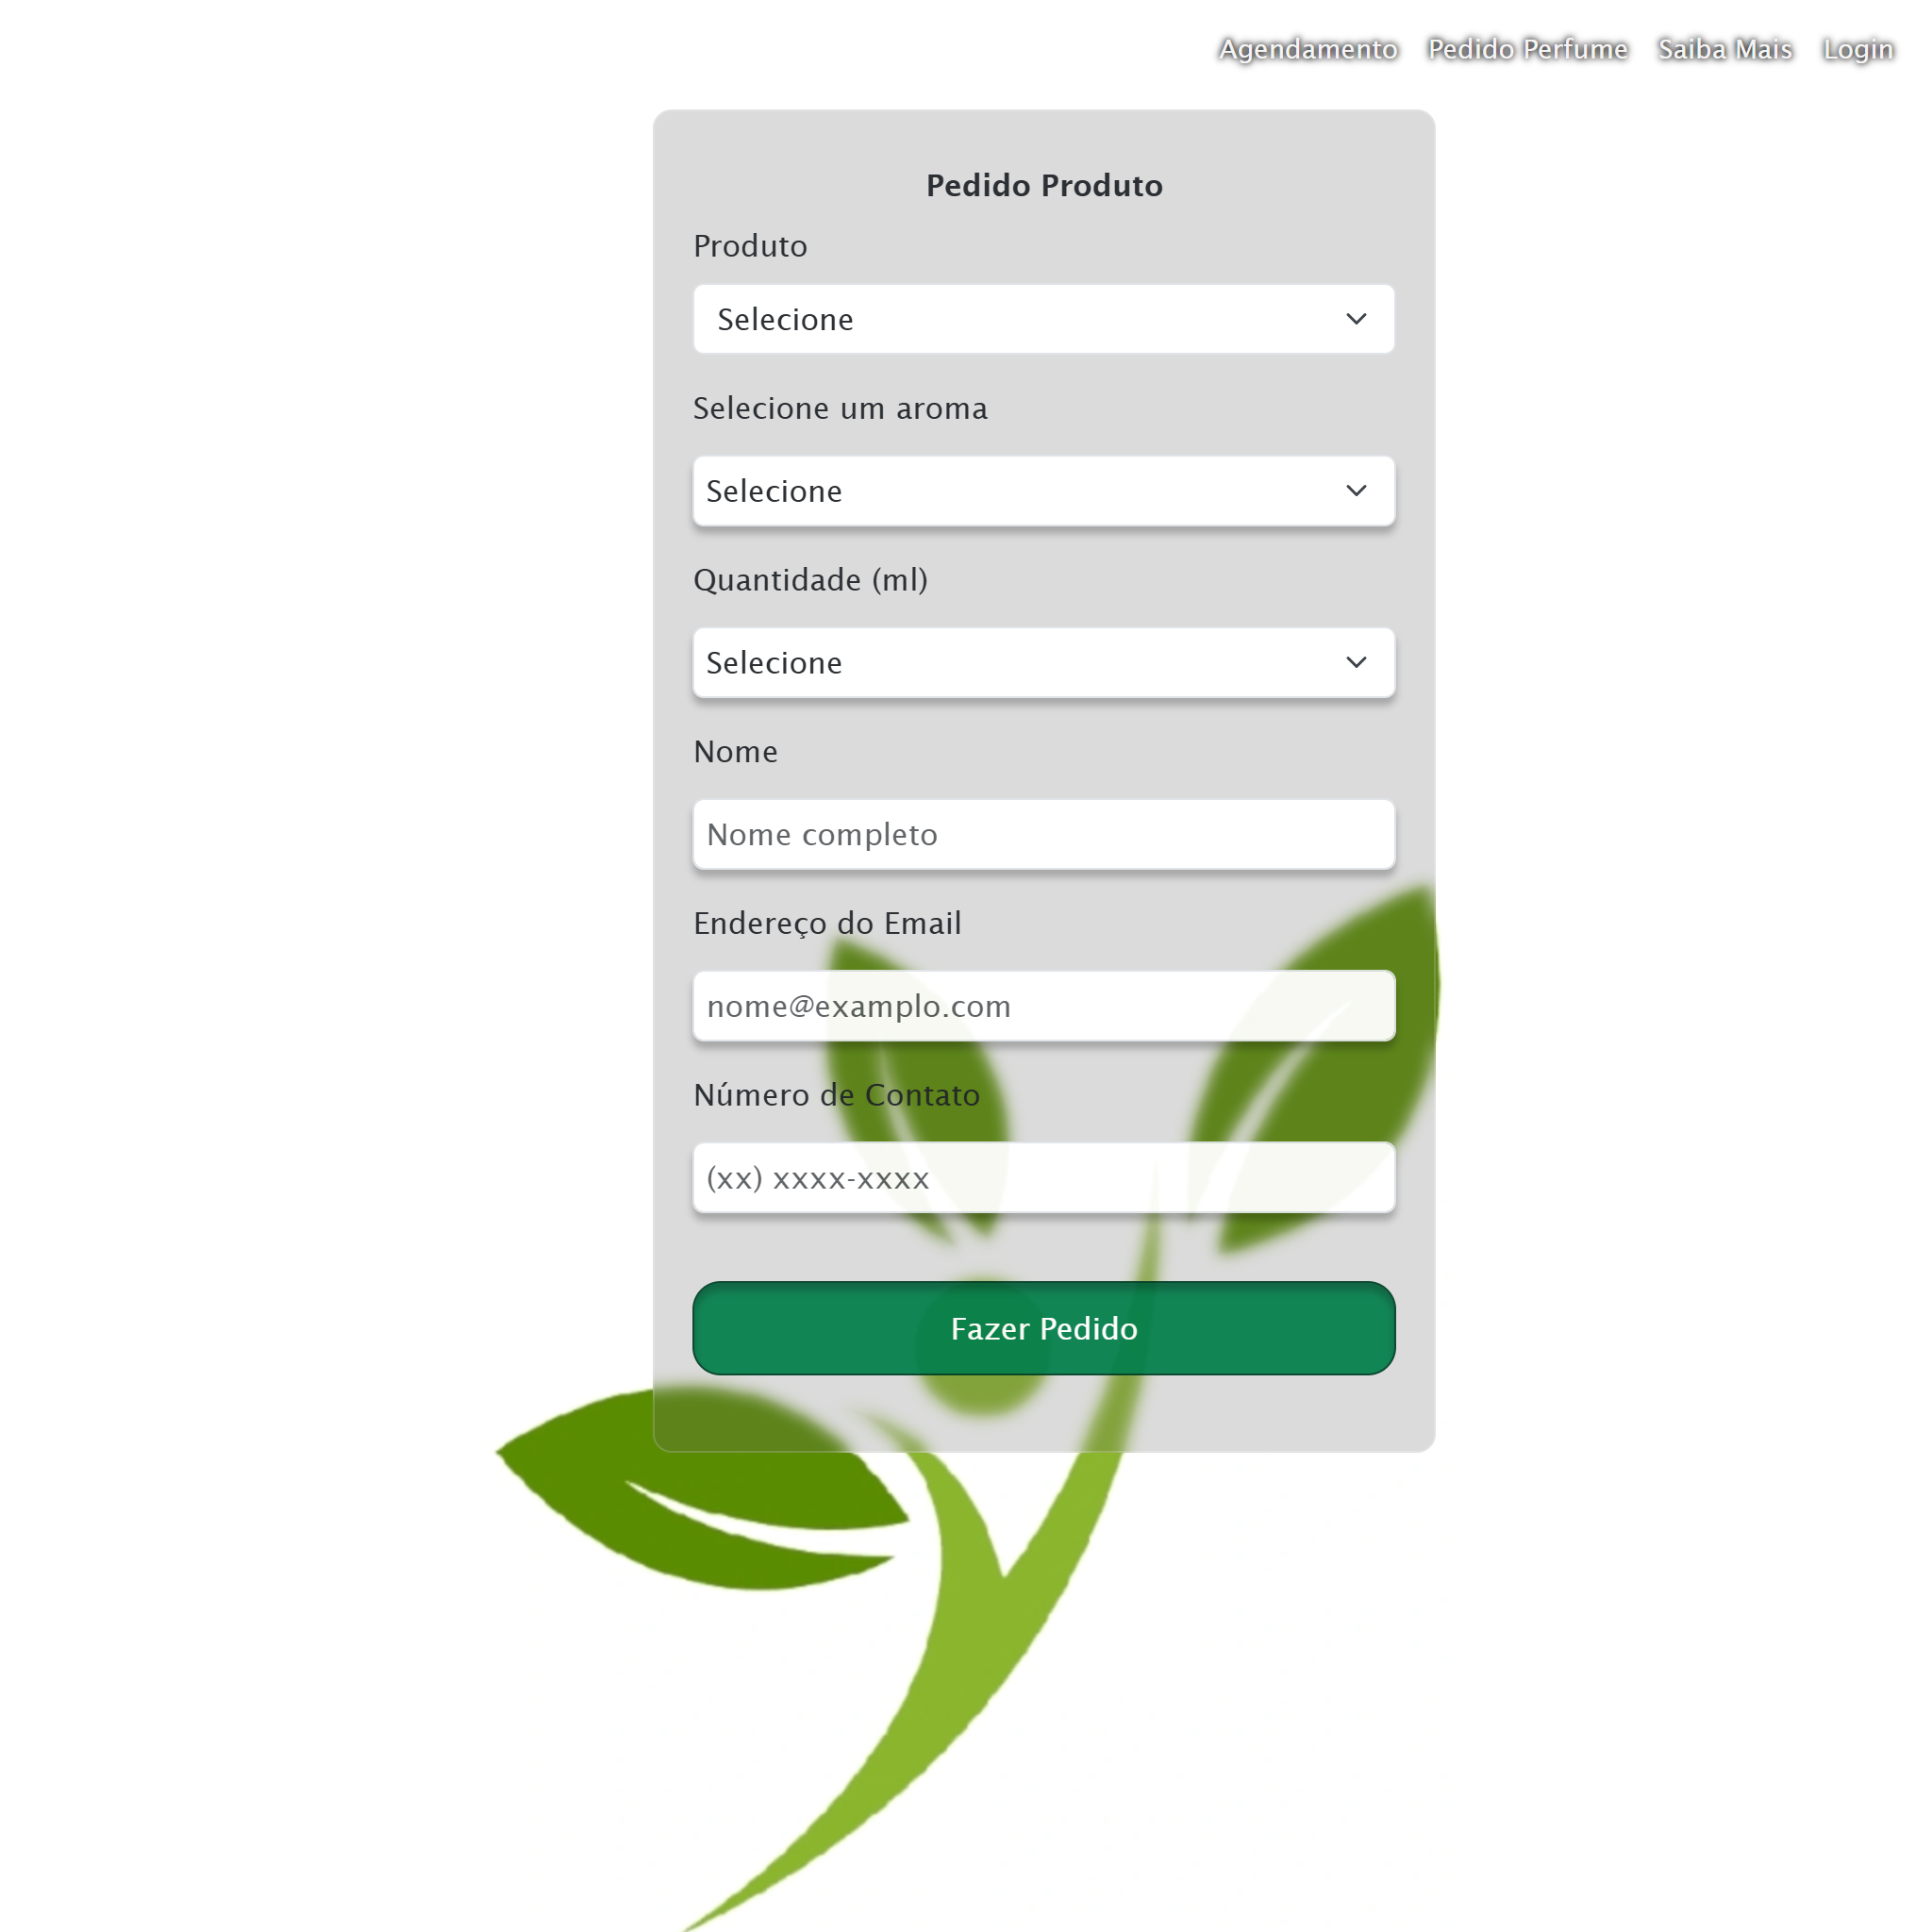 Agendamento Pedido Perfume Saiba Mais Login
Pedido Produto
Produto
Selecione
Selecione um aroma
Selecione
Quantidade (ml)
Selecione
Nome
Nome completo
Endereço do Email
nome@examplo.com
Número de Contato
(xx) xxxx-xxxx
Fazer Pedido